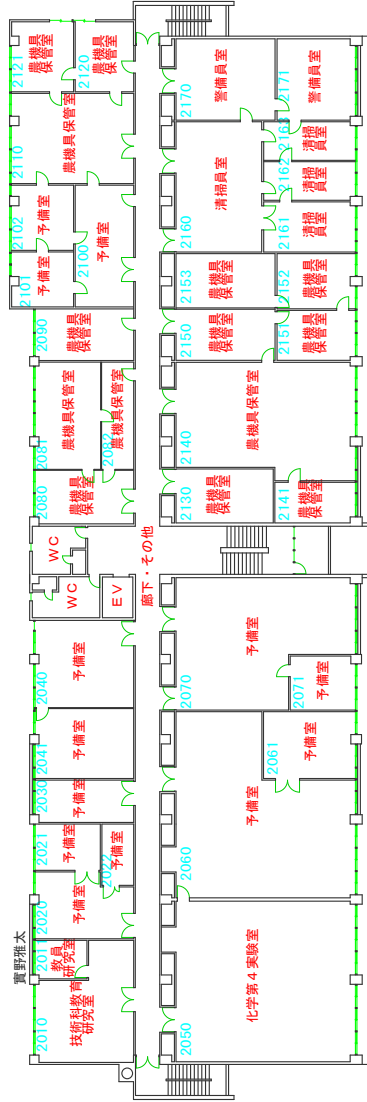 實野雅太
2010
技術科教育
研究室
2011
教員
研究室
2020
予備室
2021
予備室
2022
予備室
2030
予備室
2041
予備室
2040
予備室
WC
WC
EV
廊下・その他
2080
農機具
保管室
2081
農機具保管室
2082
農機具保管室
2090
農機具
保管室
2100
予備室
2101
予備室
2102
予備室
2110
農機具保管室
2120
農機具
保管室
2121
農機具
保管室
2050
化学第4実験室
2060
予備室
2061
予備室
2070
予備室
2071
予備室
2130
農機具
保管室
2141
農機具
保管室
2140
農機具保管室
2150
農機具
保管室
2151
農機具
保管室
2153
農機具
保管室
2152
農機具
保管室
2160
清掃員室
2161
清掃員室
2162
清掃員室
2163
2170
警備員室
2171
警備員室